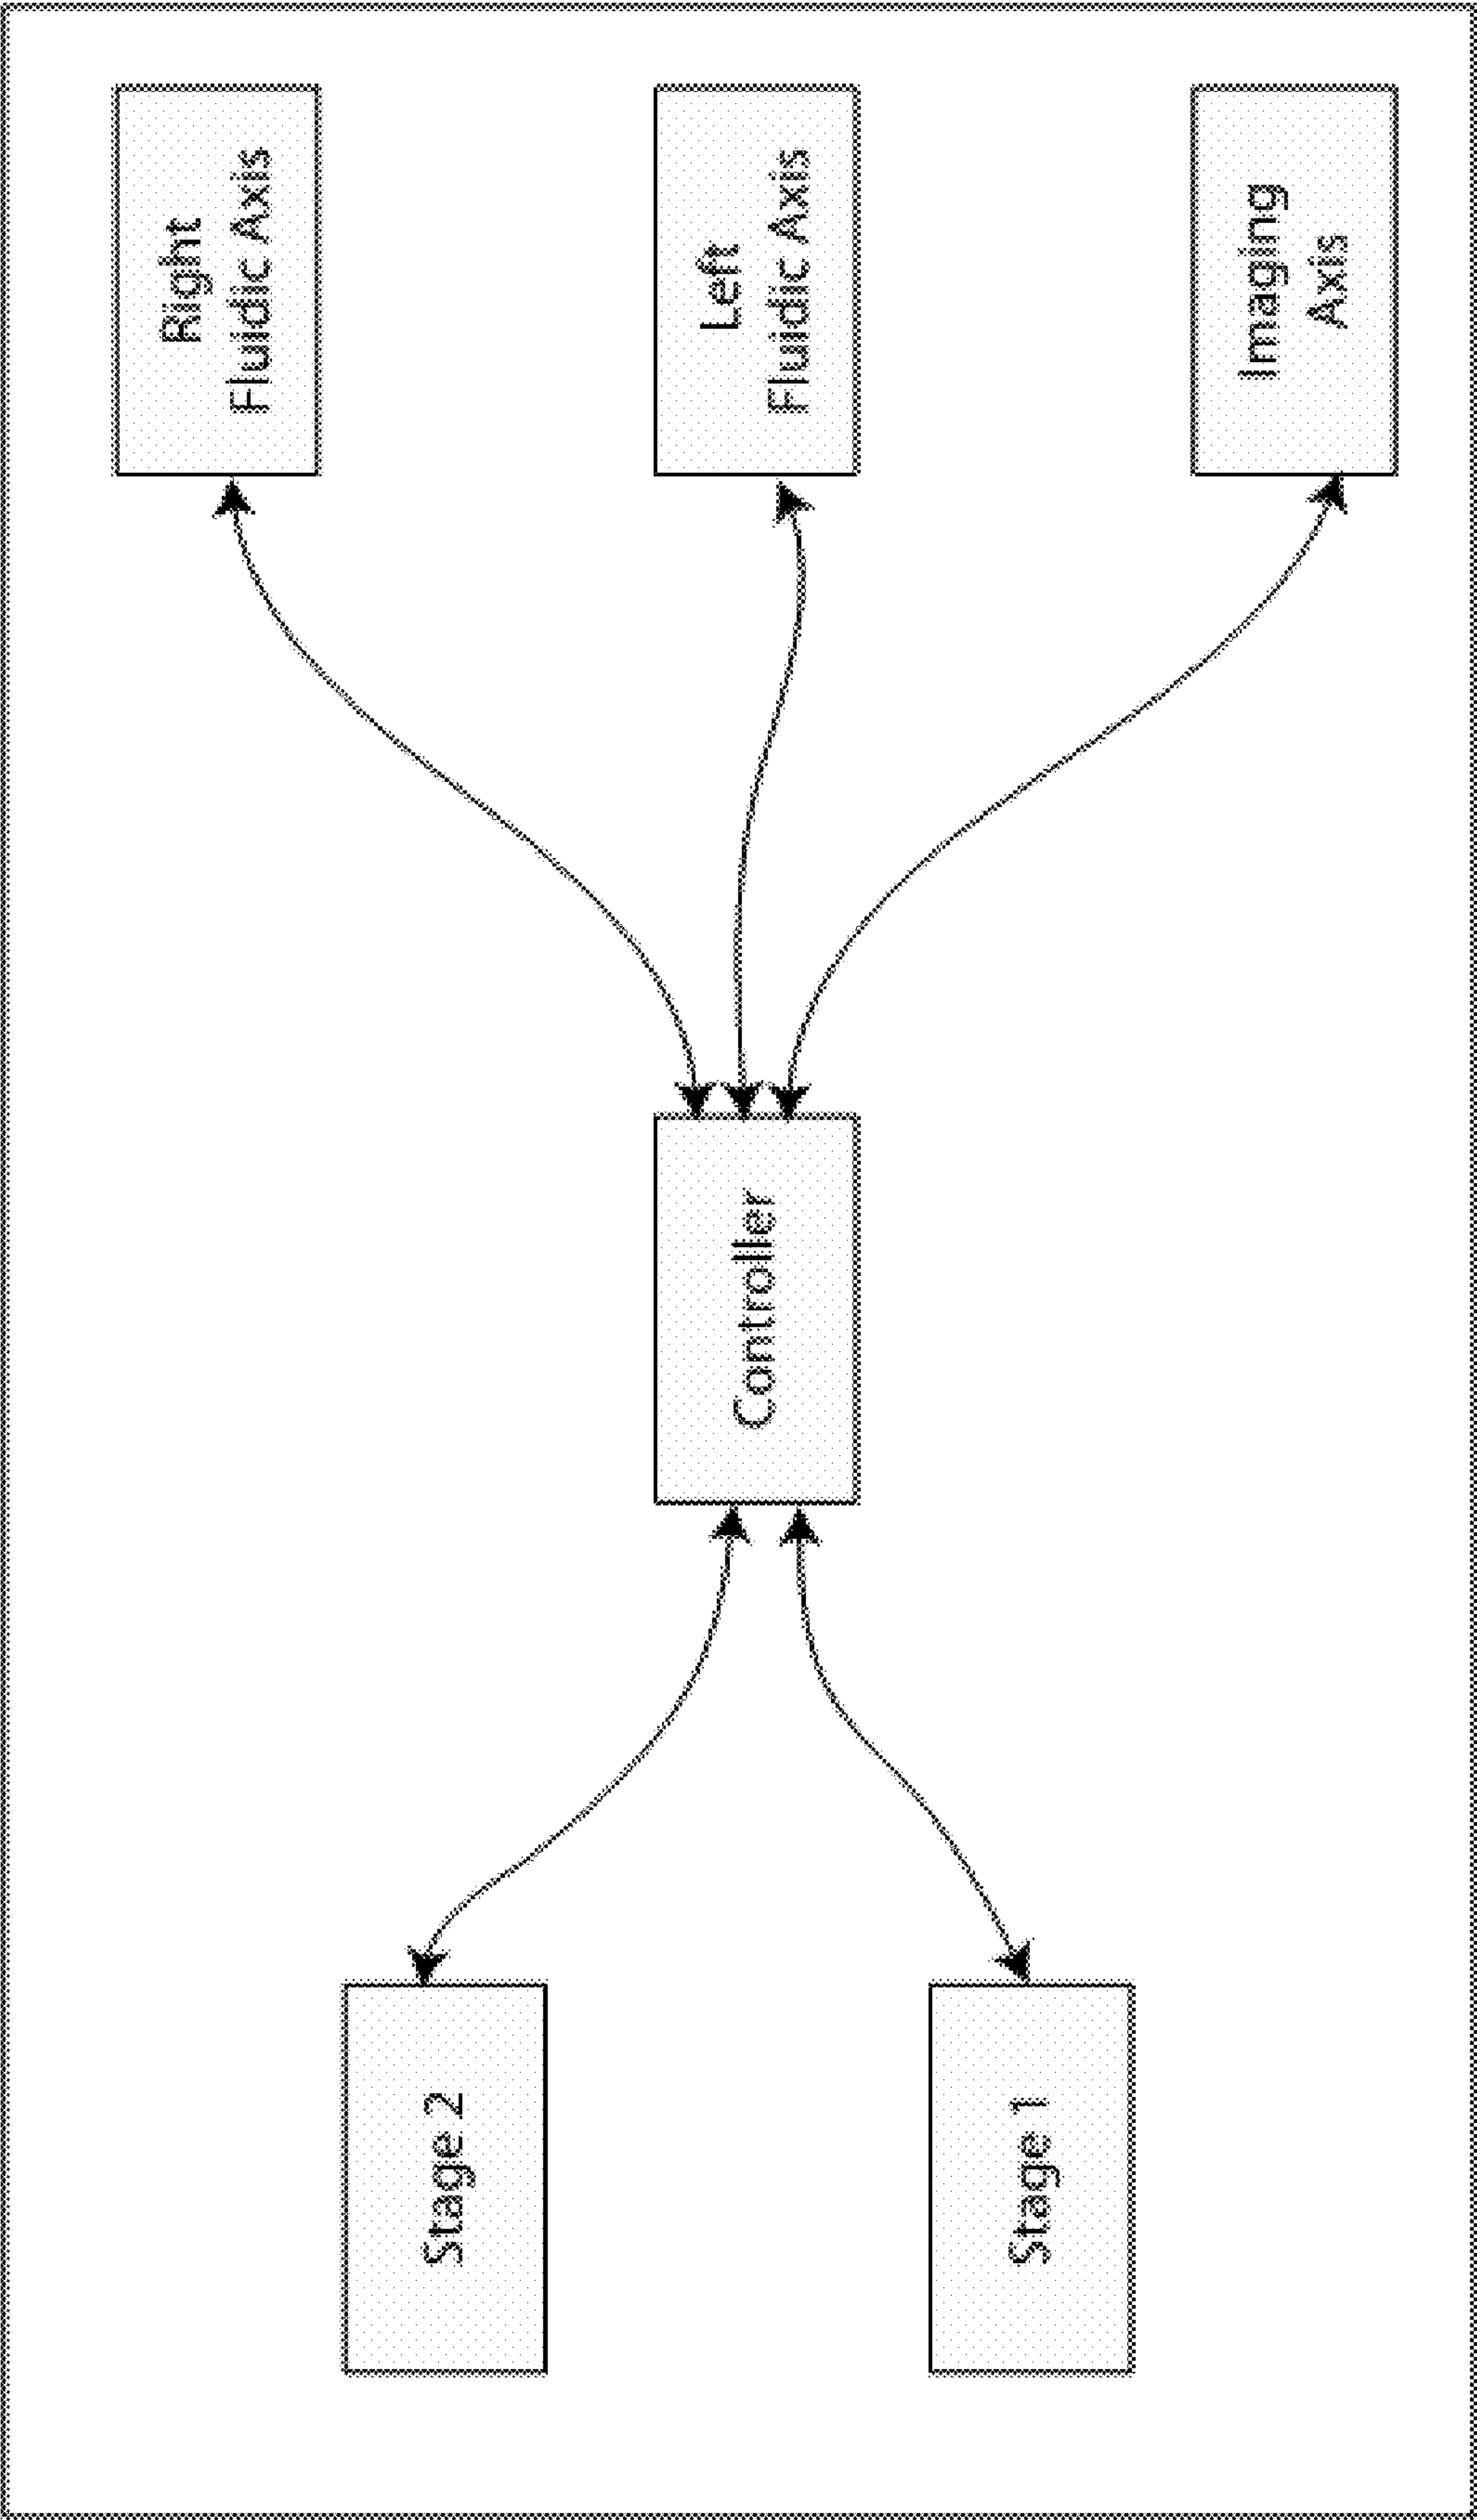 Stage 2
Stage 1
Controller
Right
Fluidic Axis
Left
Fluidic Axis
Imaging
Axis